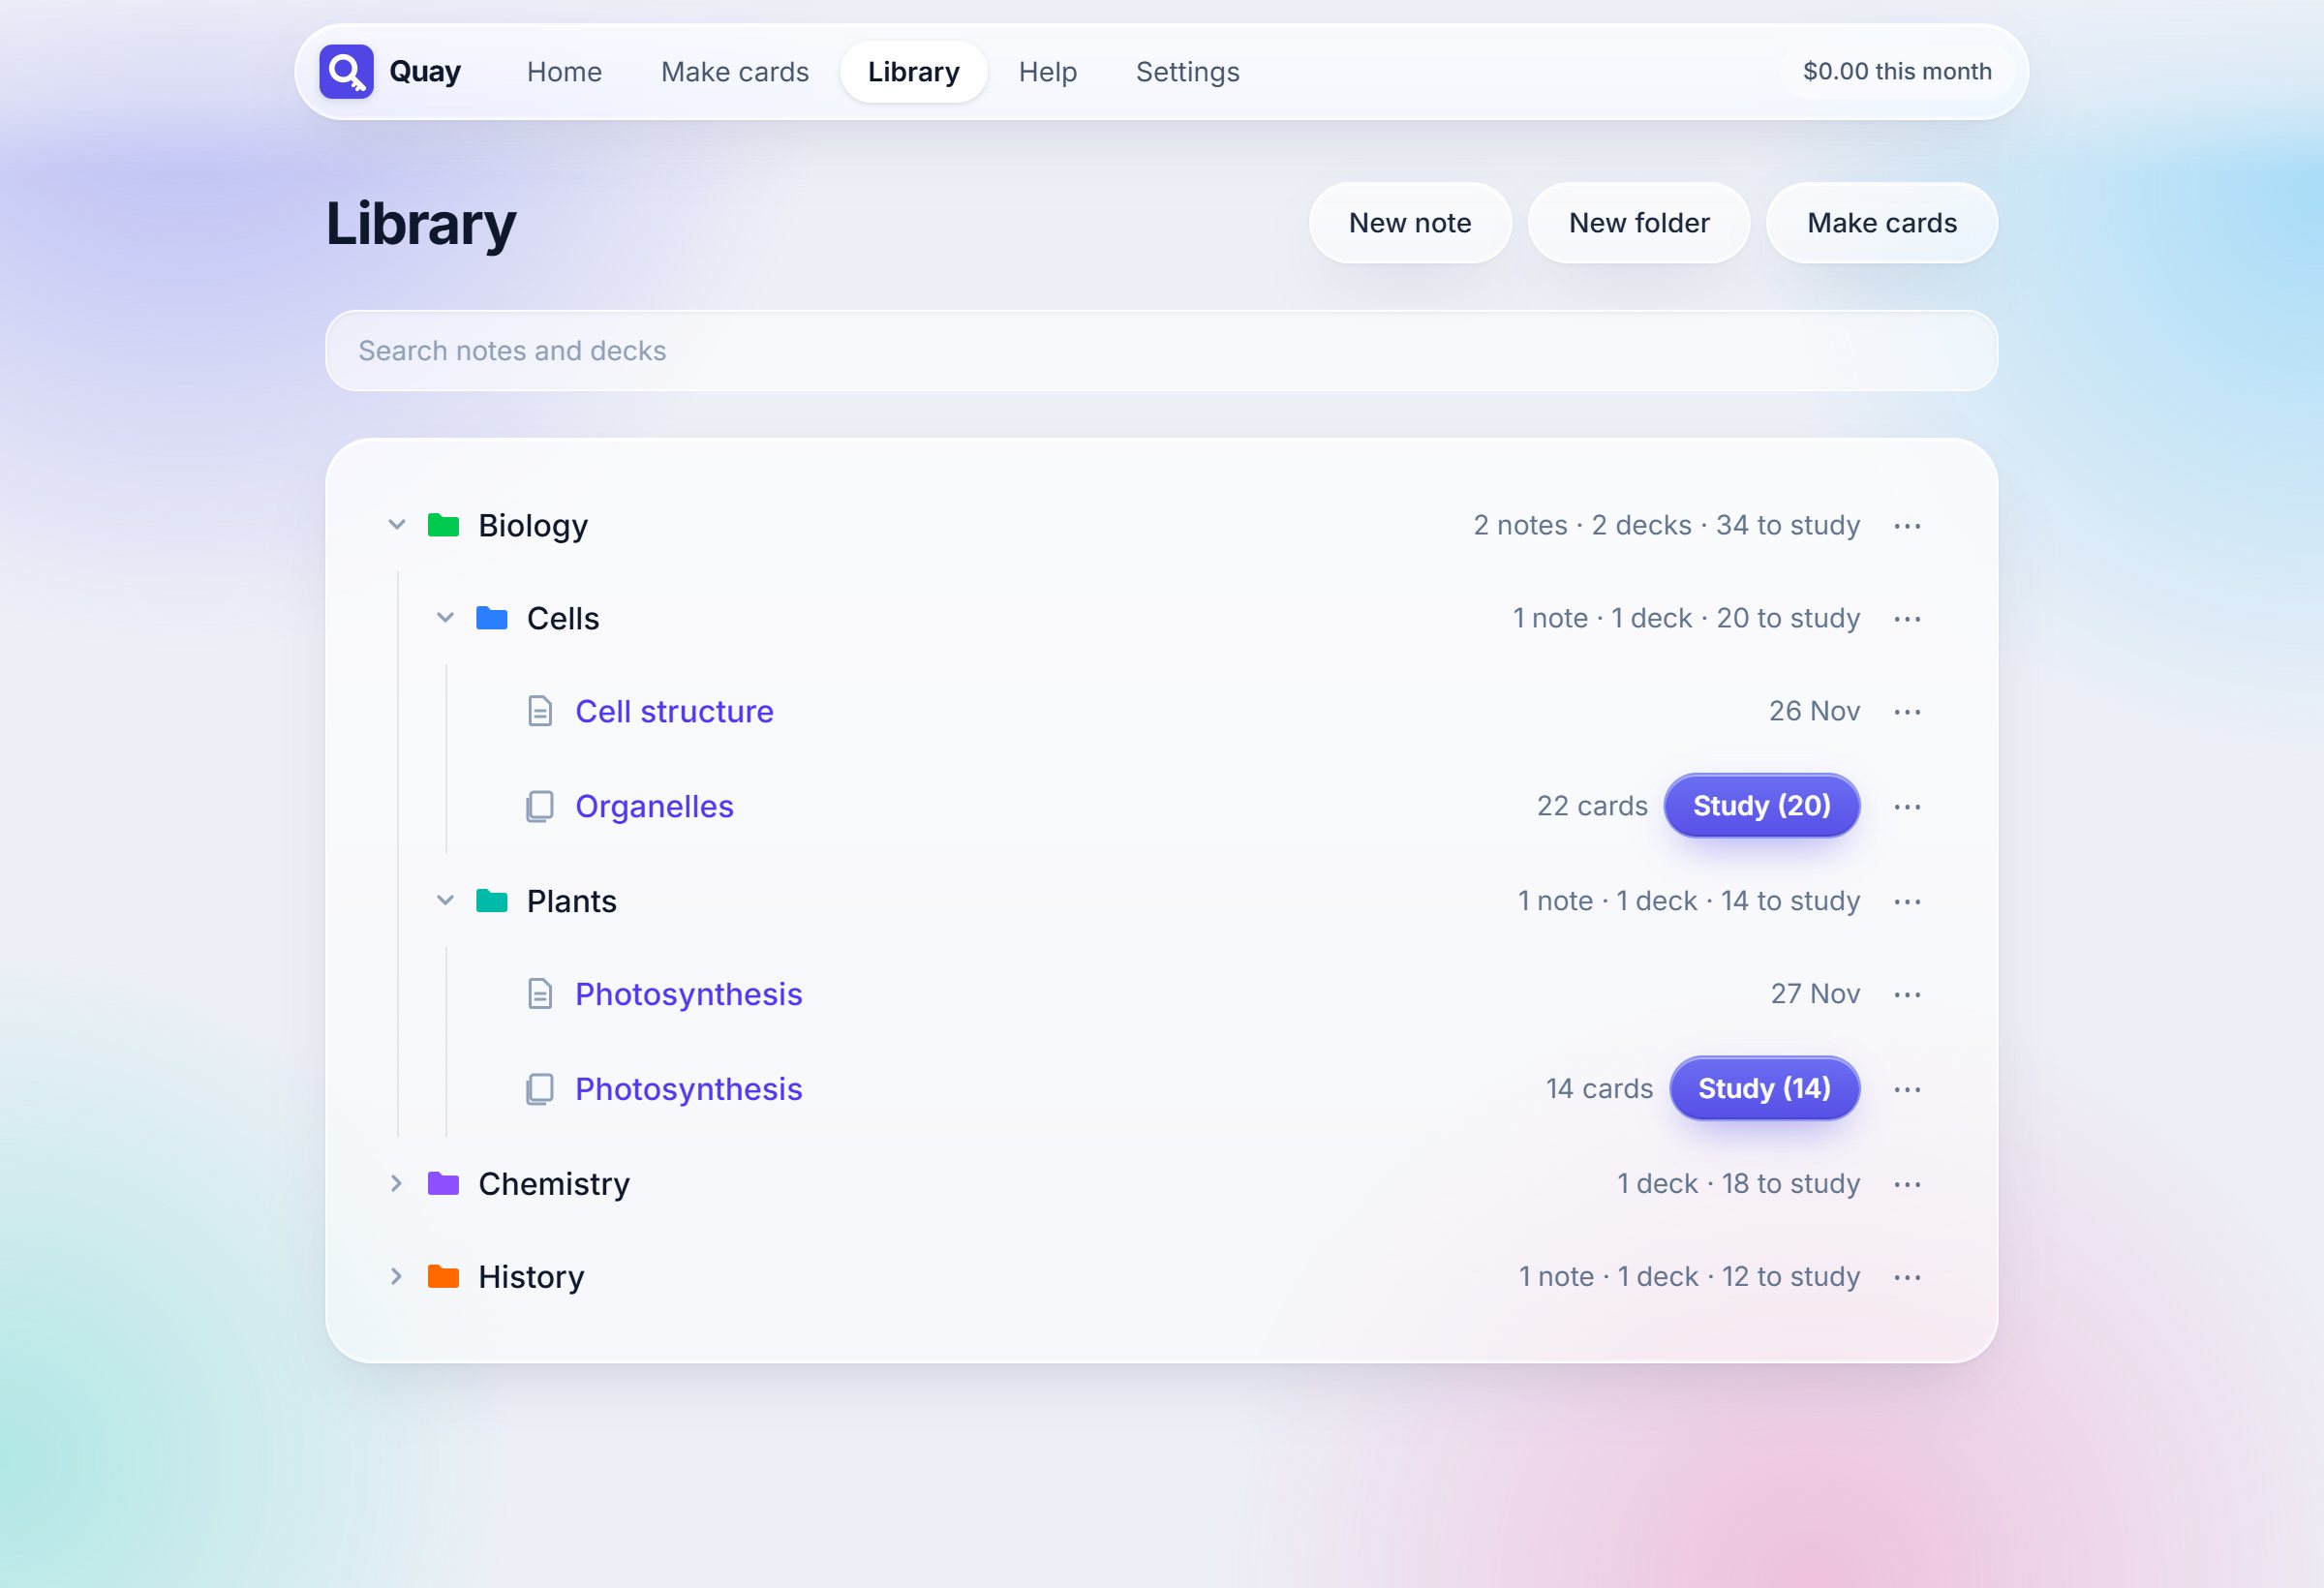 Quay Home Make cards Library Help Settings $0.00 this month
Library New note New folder Make cards
Search notes and decks
Biology 2 notes · 2 decks · 34 to study ...
Cells 1 note · 1 deck · 20 to study ...
Cell structure 26 Nov ...
Organelles 22 cards Study (20) ...
Plants 1 note · 1 deck · 14 to study ...
Photosynthesis 27 Nov ...
Photosynthesis 14 cards Study (14) ...
Chemistry 1 deck · 18 to study ...
History 1 note · 1 deck · 12 to study ...